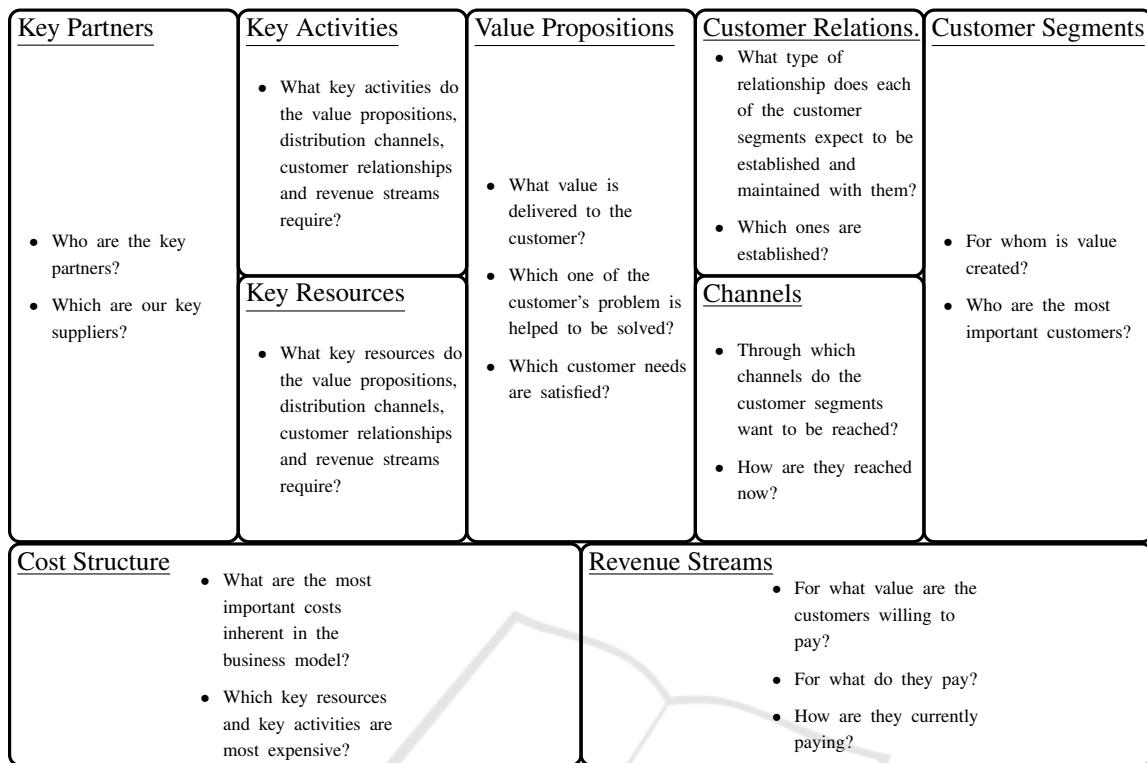 Key Partners
• Who are the key
partners?
• Which are our key
suppliers?
Key Activities
• What key activities do
the value propositions,
distribution channels,
customer relationships
and revenue streams
require?
Key Resources
• What key resources do
the value propositions,
distribution channels,
customer relationships
and revenue streams
require?
Value Propositions
• What value is
delivered to the
customer?
• Which one of the
customer's problem is
helped to be solved?
• Which customer needs
are satisfied?
Customer Relations.
• What type of
relationship does each
of the customer
segments expect to be
established and
maintained with them?
• Which ones are
established?
Channels
• Through which
channels do the
customer segments
want to be reached?
• How are they reached
now?
Customer Segments
• For whom is value
created?
• Who are the most
important customers?
Cost Structure
• What are the most
important costs
inherent in the
business model?
• Which key resources
and key activities are
most expensive?
Revenue Streams
• For what value are the
customers willing to
pay?
• For what do they pay?
• How are they currently
paying?